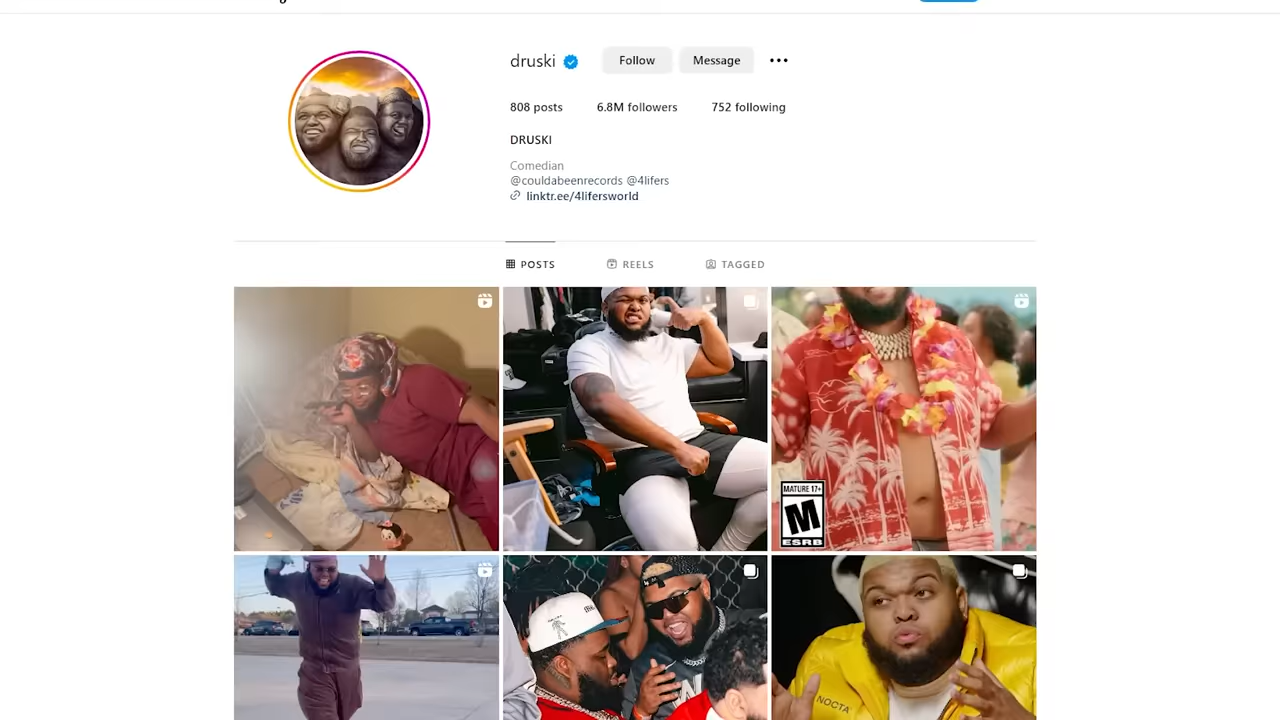 druski Follow Message
808 posts 6.8M followers 752 following
DRUSKI
Comedian
@couldabeenrecords @4lifers
linktr.ee/4lifersworld
POSTS REELS TAGGED
MATURE 17+
M
ESRB
NOCTA